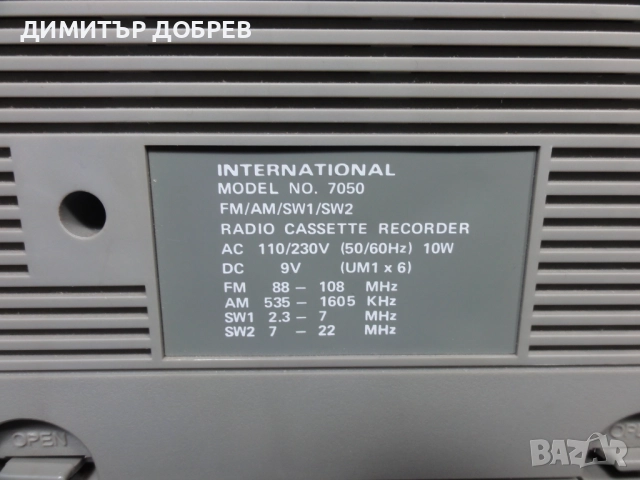 ДИМИТЪР ДОБРЕВ
INTERNATIONAL
MODEL NO. 7050
FM/AM/SW1/SW2
RADIO CASSETTE RECORDER
AC 110/230V (50/60Hz) 10W
DC 9V (UM1 x 6)
FM 88 – 108 MHz
AM 535 – 1605 KHz
SW1 2.3 – 7 MHz
SW2 7 – 22 MHz
OPEN
bazar